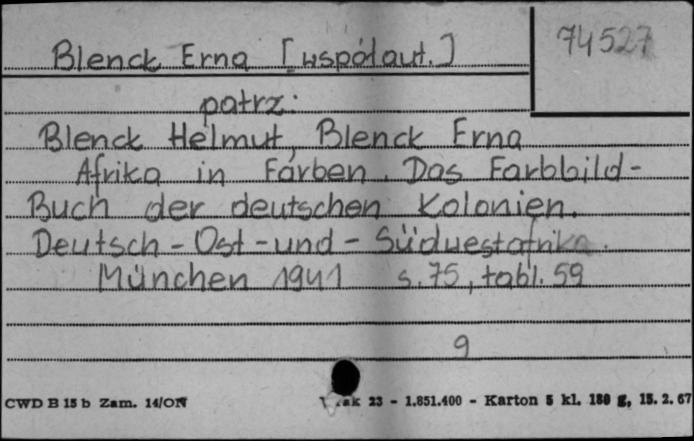 Blenck Erna [współaut.]
74527
patrz:
Blenck Helmut, Blenck Erna
Afrika in Farben. Das Farbbild-
Buch der deutschen Kolonien.
Deutsch-Ost-und-Südwestafrika.
München 1941 s. 75, tabl. 59
9
CWD B 15 b Zam. 14/ON
23 - 1.851.400 - Karton 5 kl. 180 g, 15. 2. 67